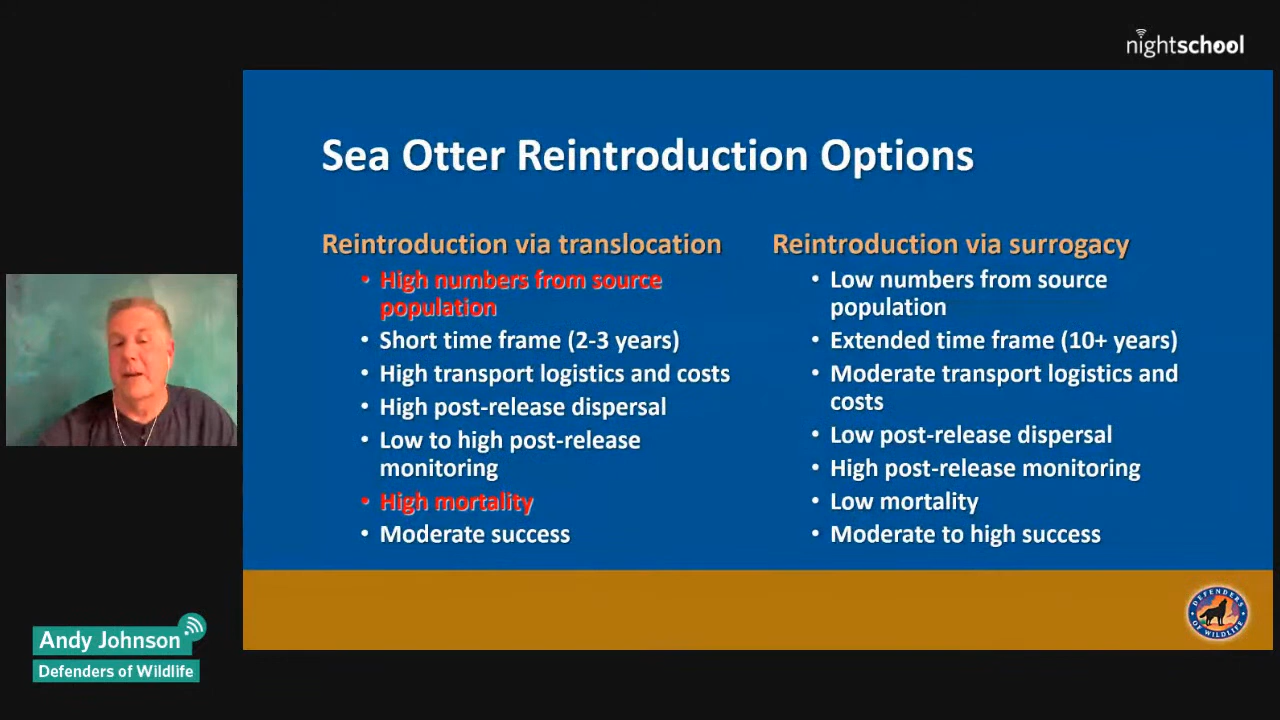 nightschool
Sea Otter Reintroduction Options
Reintroduction via translocation
• High numbers from source
population
• Short time frame (2-3 years)
• High transport logistics and costs
• High post-release dispersal
• Low to high post-release
monitoring
• High mortality
• Moderate success
Reintroduction via surrogacy
• Low numbers from source
population
• Extended time frame (10+ years)
• Moderate transport logistics and
costs
• Low post-release dispersal
• High post-release monitoring
• Low mortality
• Moderate to high success
DEFENDERS
OF WILDLIFE
Andy Johnson
Defenders of Wildlife